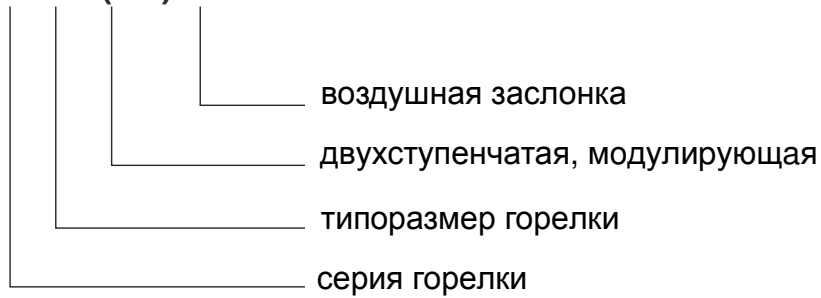 воздушная заслонка
двухступенчатая, модулирующая
типоразмер горелки
серия горелки